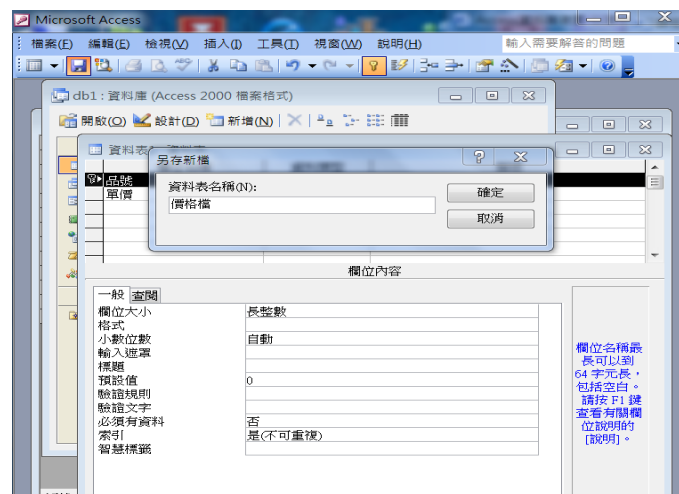 Microsoft Access
檔案(F) 編輯(E) 檢視(V) 插入(I) 工具(T) 視窗(W) 說明(H) 輸入需要解答的問題
db1 : 資料庫 (Access 2000 檔案格式)
開啟(O) 設計(D) 新增(N)
資料表
另存新檔
資料表名稱(N):
價格檔
確定
取消
品號
單價
欄位內容
一般 查閱
欄位大小 長整數
格式
小數位數 自動
輸入遮罩
標題
預設值 0
驗證規則
驗證文字
必須有資料 否
索引 是(不可重複)
智慧標籤
欄位名稱最
長可以到
64 字元長，
包括空白。
請按 F1 鍵
查看有關欄
位說明的
[說明]。